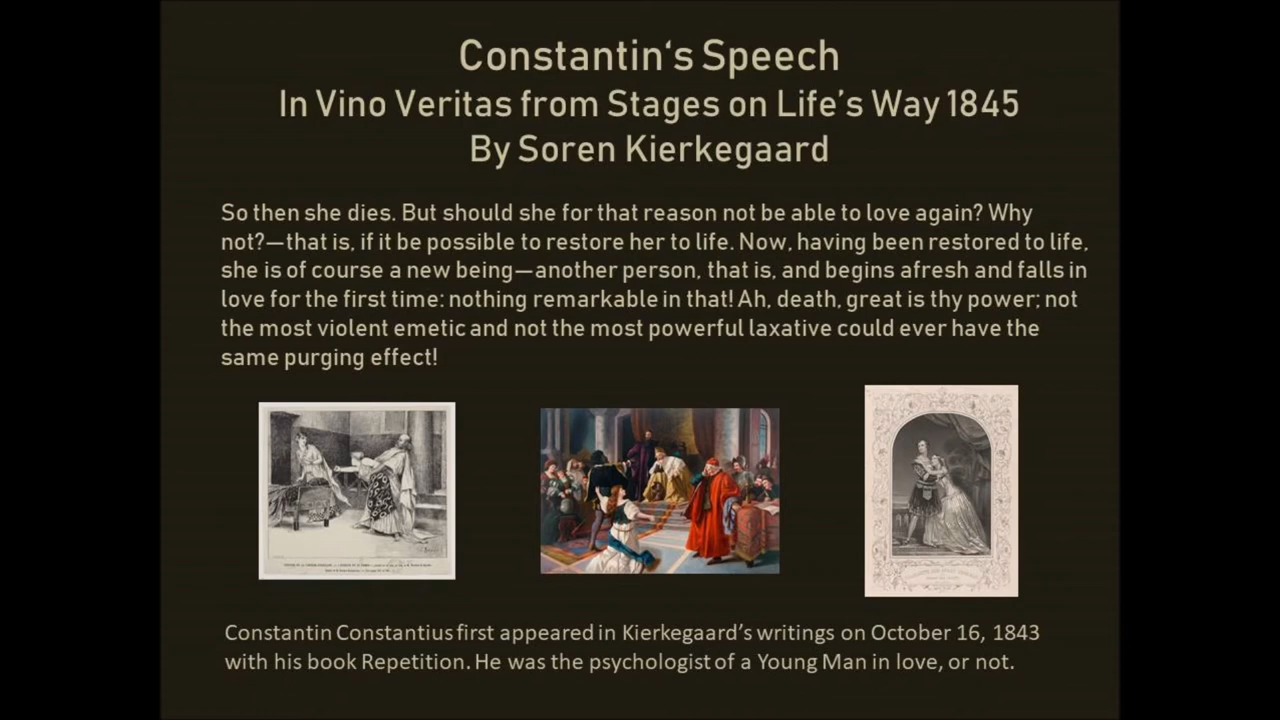 Constantin‘s Speech
In Vino Veritas from Stages on Life’s Way 1845
By Soren Kierkegaard
So then she dies. But should she for that reason not be able to love again? Why
not?—that is, if it be possible to restore her to life. Now, having been restored to life,
she is of course a new being—another person, that is, and begins afresh and falls in
love for the first time: nothing remarkable in that! Ah, death, great is thy power; not
the most violent emetic and not the most powerful laxative could ever have the
same purging effect!
Constantin Constantius first appeared in Kierkegaard’s writings on October 16, 1843
with his book Repetition. He was the psychologist of a Young Man in love, or not.